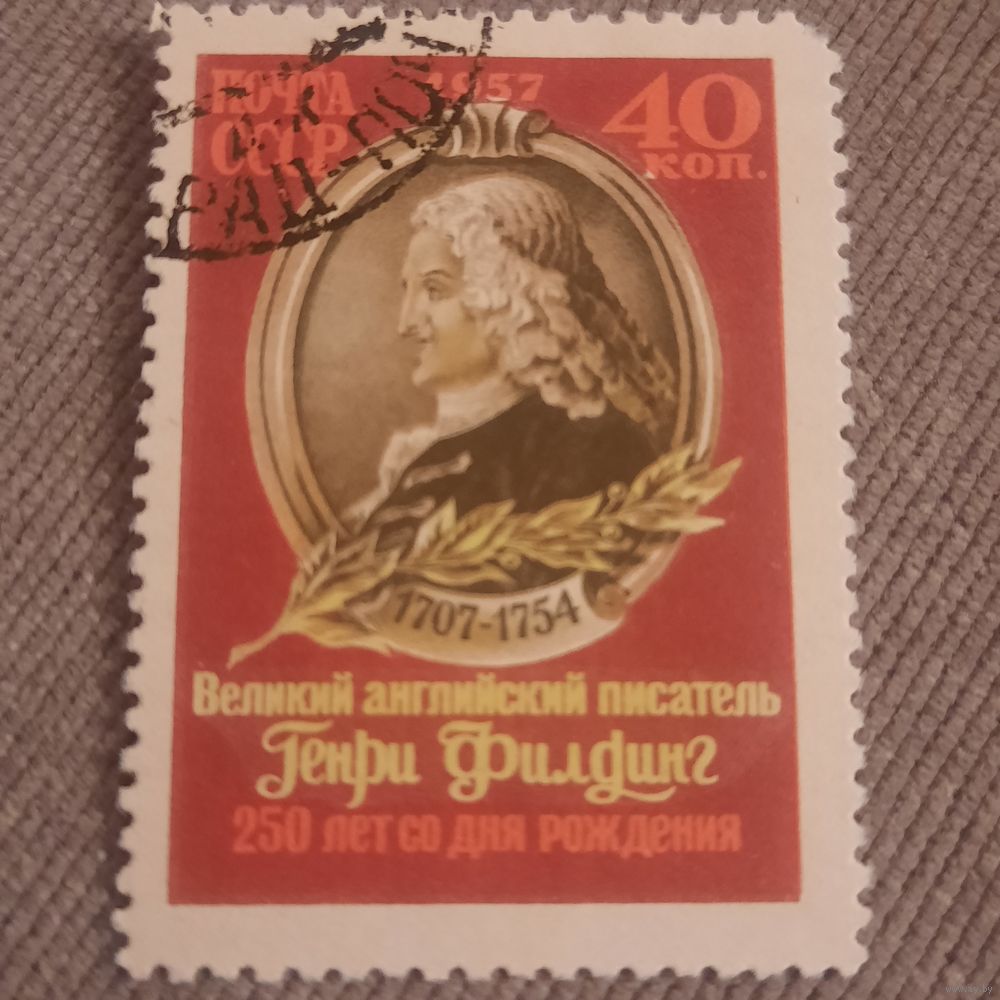 ПОЧТА
СССР
1957
40
КОП.
1707-1754
Великий английский писатель
Генри Филдинг
250 лет со дня рождения